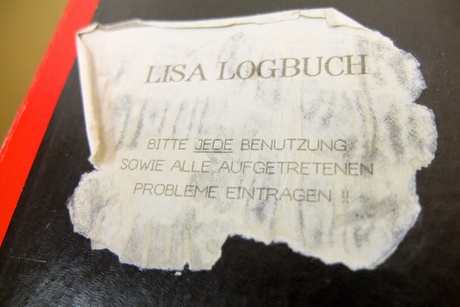 LISA LOGBUCH
BITTE JEDE BENUTZUNG
SOWIE ALLE AUFGETRETENEN
PROBLEME EINTRAGEN !!